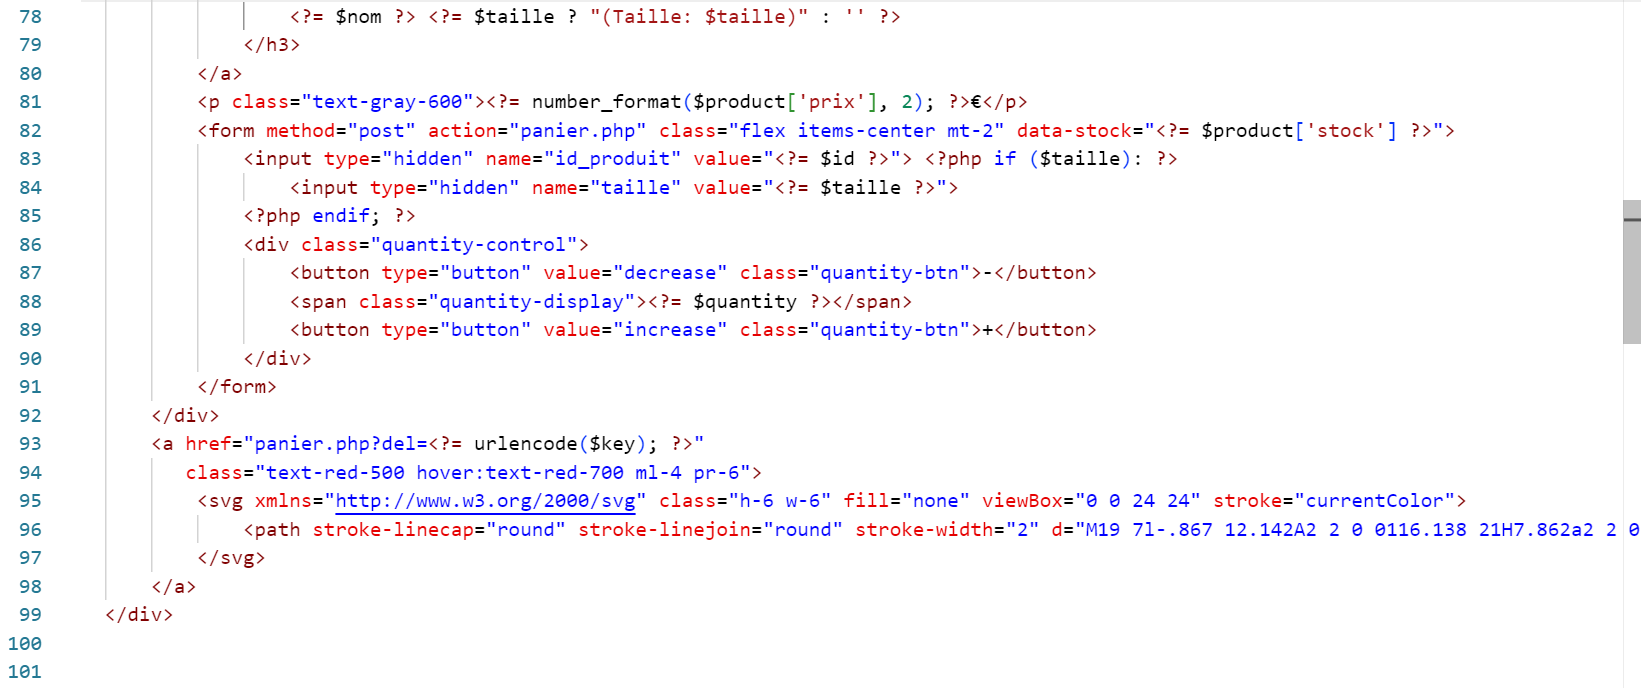 78 <?= $nom ?> <?= $taille ? "(Taille: $taille)" : '' ?>
79 </h3>
80 </a>
81 <p class="text-gray-600"><?= number_format($product['prix'], 2); ?>€</p>
82 <form method="post" action="panier.php" class="flex items-center mt-2" data-stock="<?= $product['stock'] ?>">
83 <input type="hidden" name="id_produit" value="<?= $id ?>"> <?php if ($taille): ?>
84 <input type="hidden" name="taille" value="<?= $taille ?>">
85 <?php endif; ?>
86 <div class="quantity-control">
87 <button type="button" value="decrease" class="quantity-btn">-</button>
88 <span class="quantity-display"><?= $quantity ?></span>
89 <button type="button" value="increase" class="quantity-btn">+</button>
90 </div>
91 </form>
92 </div>
93 <a href="panier.php?del=<?= urlencode($key); ?>"
94 class="text-red-500 hover:text-red-700 ml-4 pr-6">
95 <svg xmlns="http://www.w3.org/2000/svg" class="h-6 w-6" fill="none" viewBox="0 0 24 24" stroke="currentColor">
96 <path stroke-linecap="round" stroke-linejoin="round" stroke-width="2" d="M19 7l-.867 12.142A2 2 0 0116.138 21H7.862a2 2 0
97 </svg>
98 </a>
99 </div>
100
101